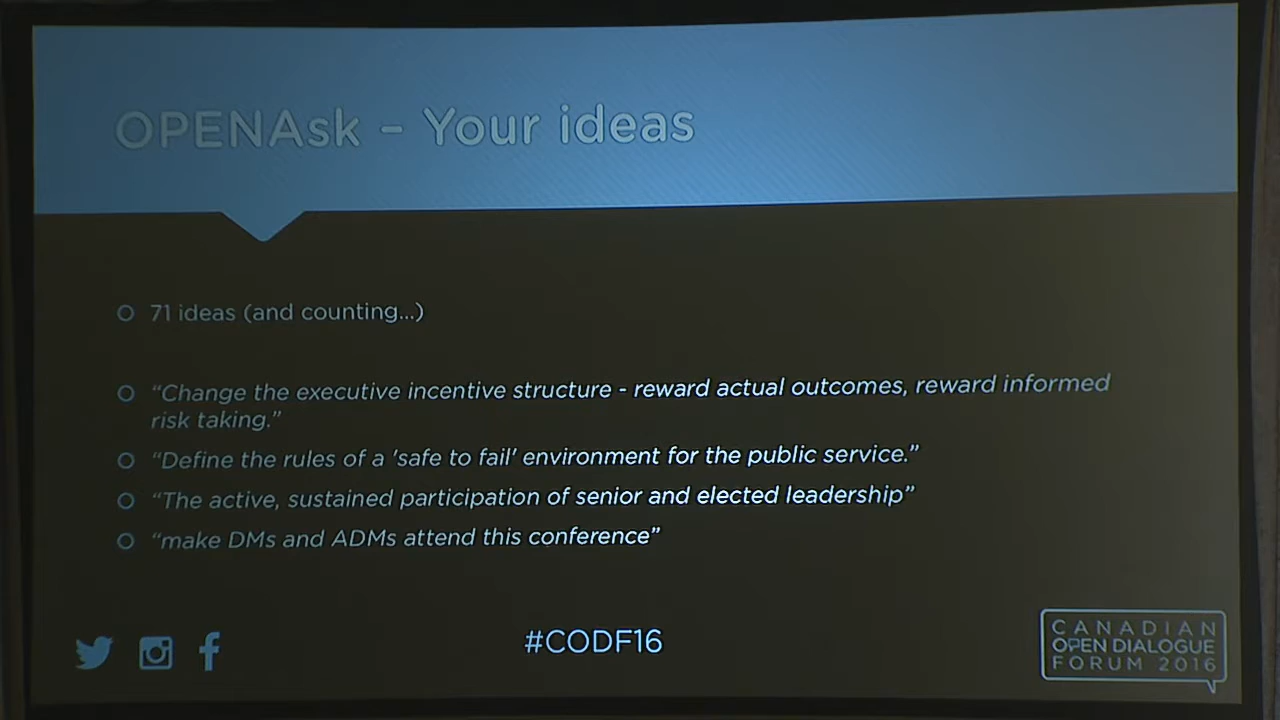 OPENAsk – Your ideas
71 ideas (and counting...)
“Change the executive incentive structure - reward actual outcomes, reward informed
risk taking.”
“Define the rules of a 'safe to fail' environment for the public service.”
“The active, sustained participation of senior and elected leadership”
“make DMs and ADMs attend this conference”
#CODF16
CANADIAN
OPEN DIALOGUE
FORUM 2016